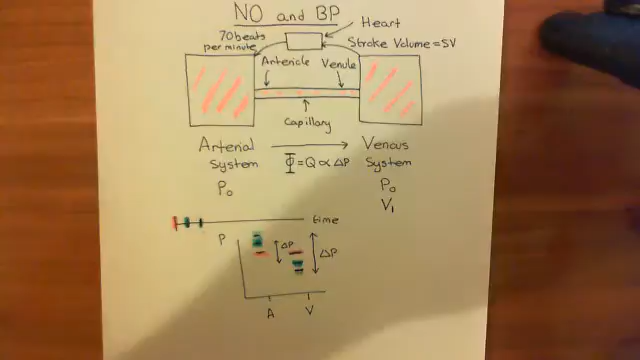 NO and BP
70 beats per minute
Heart
Stroke Volume = SV
Arteriole
Venule
Capillary
Arterial System
P₀
Φ = Q ∝ ΔP
Venous System
P₀
V₁
time
P
ΔP
ΔP
A
V